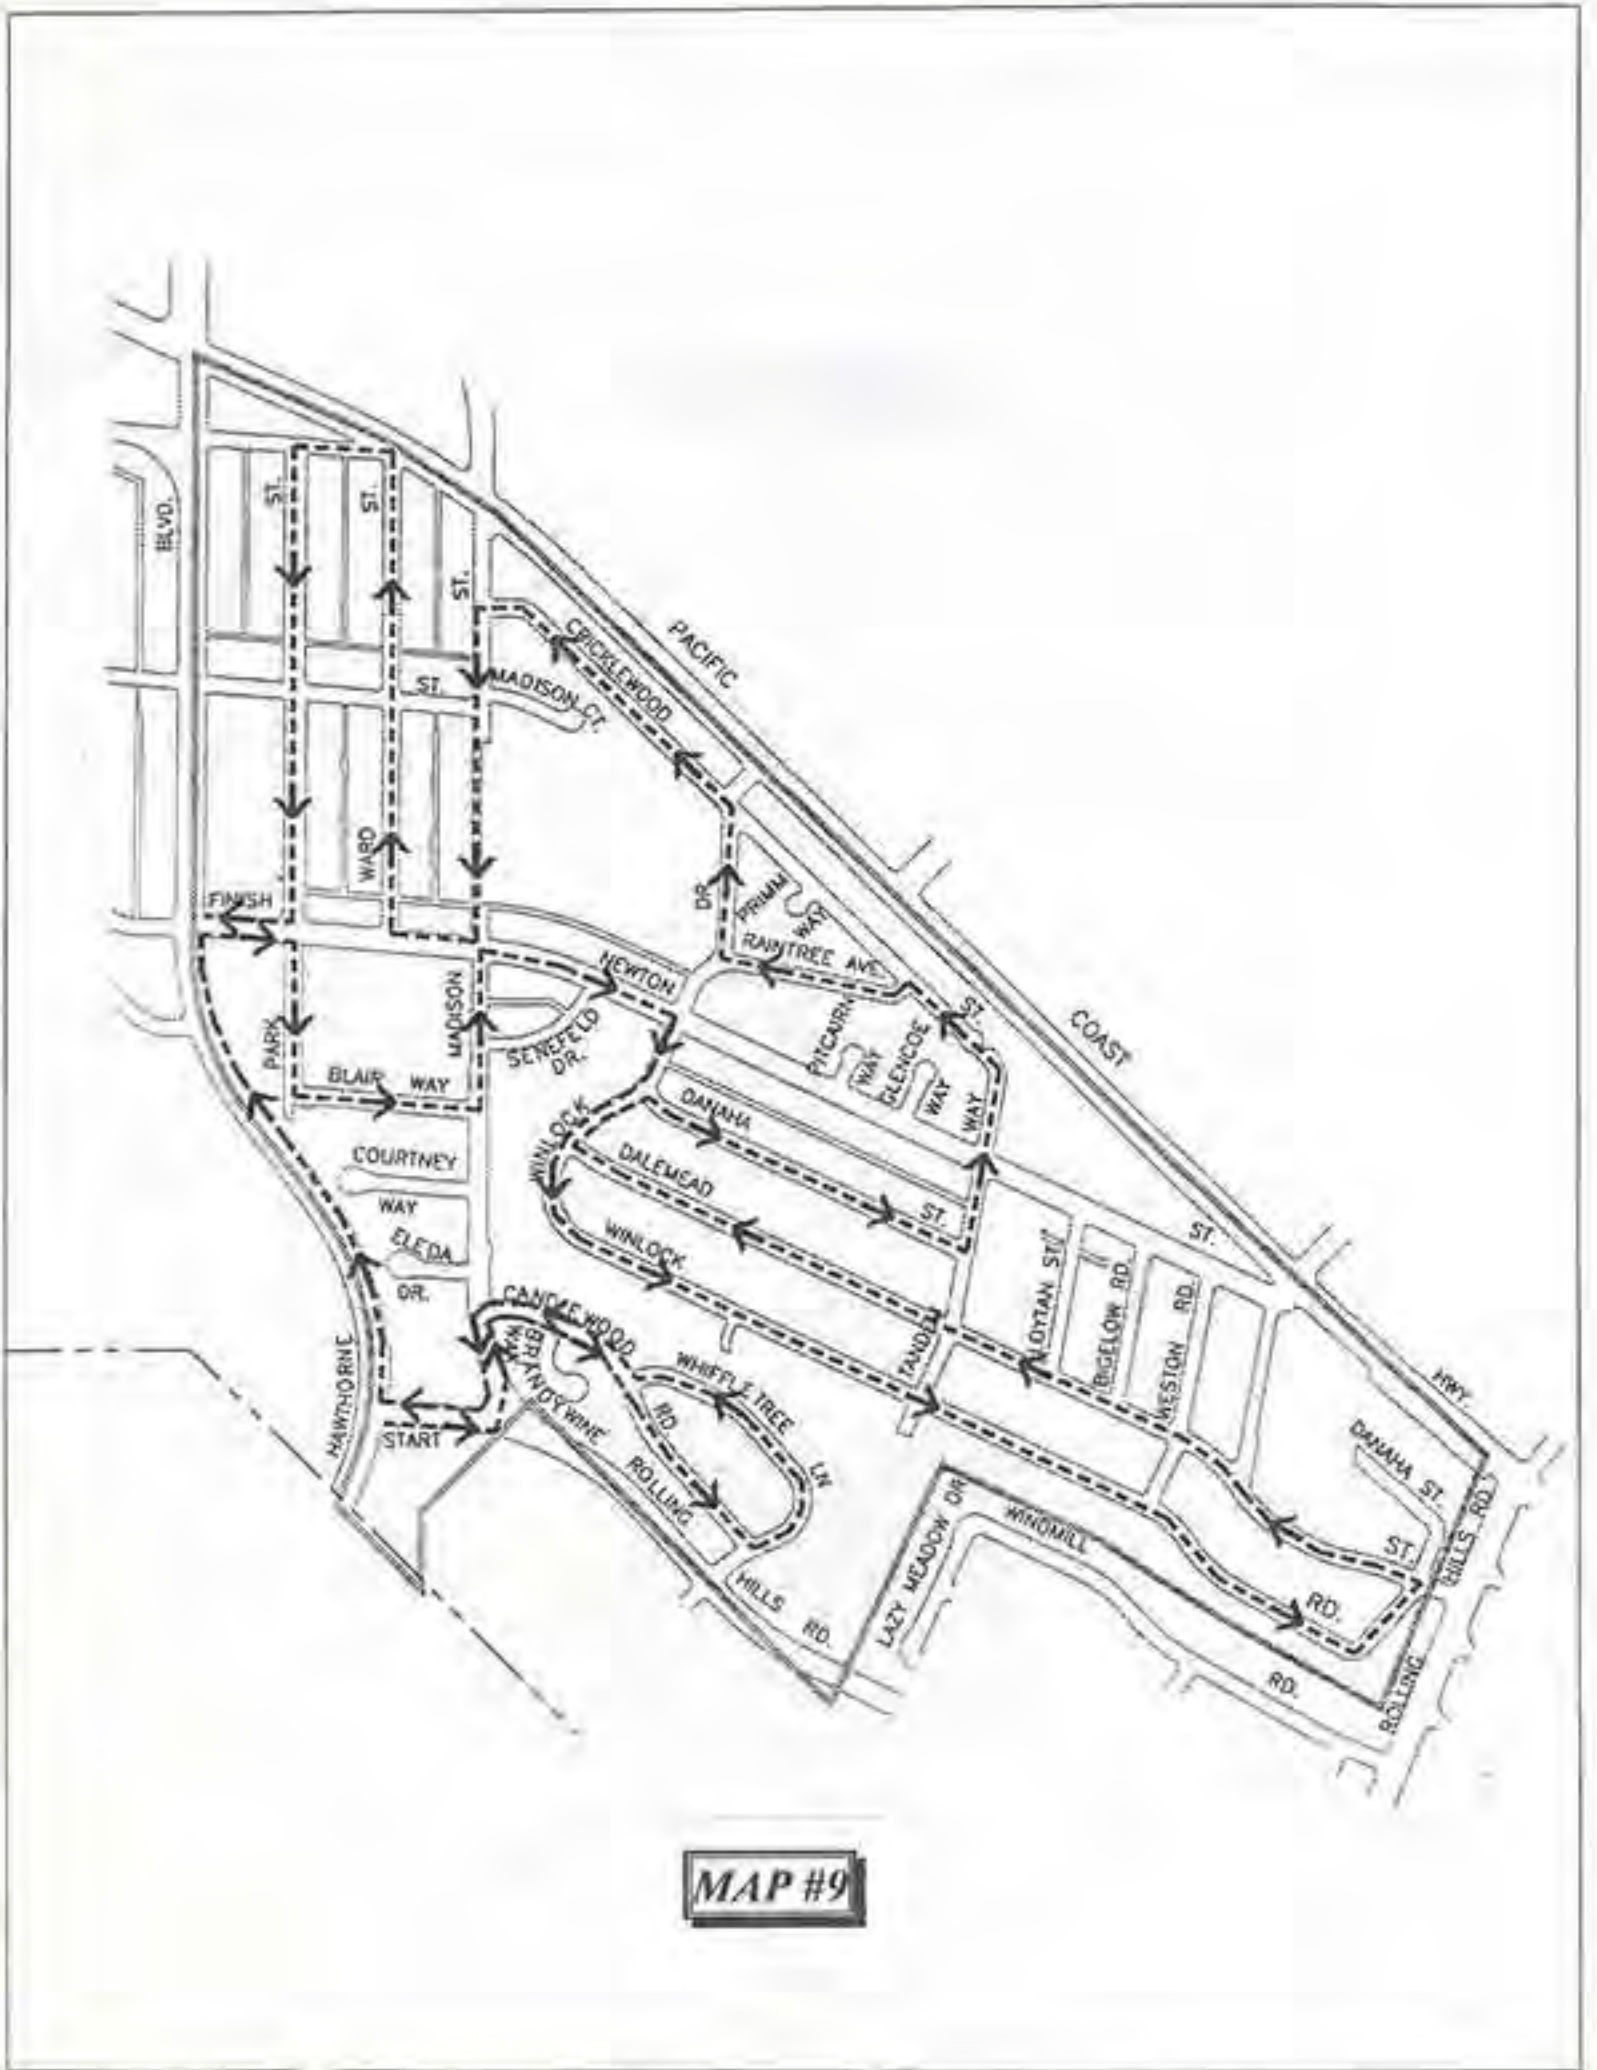 BLVD.
ST.
ST.
ST.
ST.
CRICKLEWOOD
PACIFIC
MADISON CT.
WARD
FINISH
DR.
PRIMM
WAY
RAINTREE AVE.
NEWTON
ST.
COAST
PARK
MADISON
SENEFELD
DR.
PITCAIRN
WAY
GLENCOE
WAY
WAY
BLAIR WAY
WINLOCK
DANAHA
ST.
DALEMEAD
COURTNEY
WAY
ELEDA
DR.
WINLOCK
ST.
BIGELOW RD.
WESTON RD.
HWY.
HAWTHORNE
START
CANDLEWOOD
RD.
BRANDYWINE
WHIFFLETREE
LN
ROLLING
HILLS
RD.
LAZY MEADOW DR
WINDMILL
RD.
DANAHA
ST.
ST.
RD.
ROLLING
HILLS RD.
MAP #9